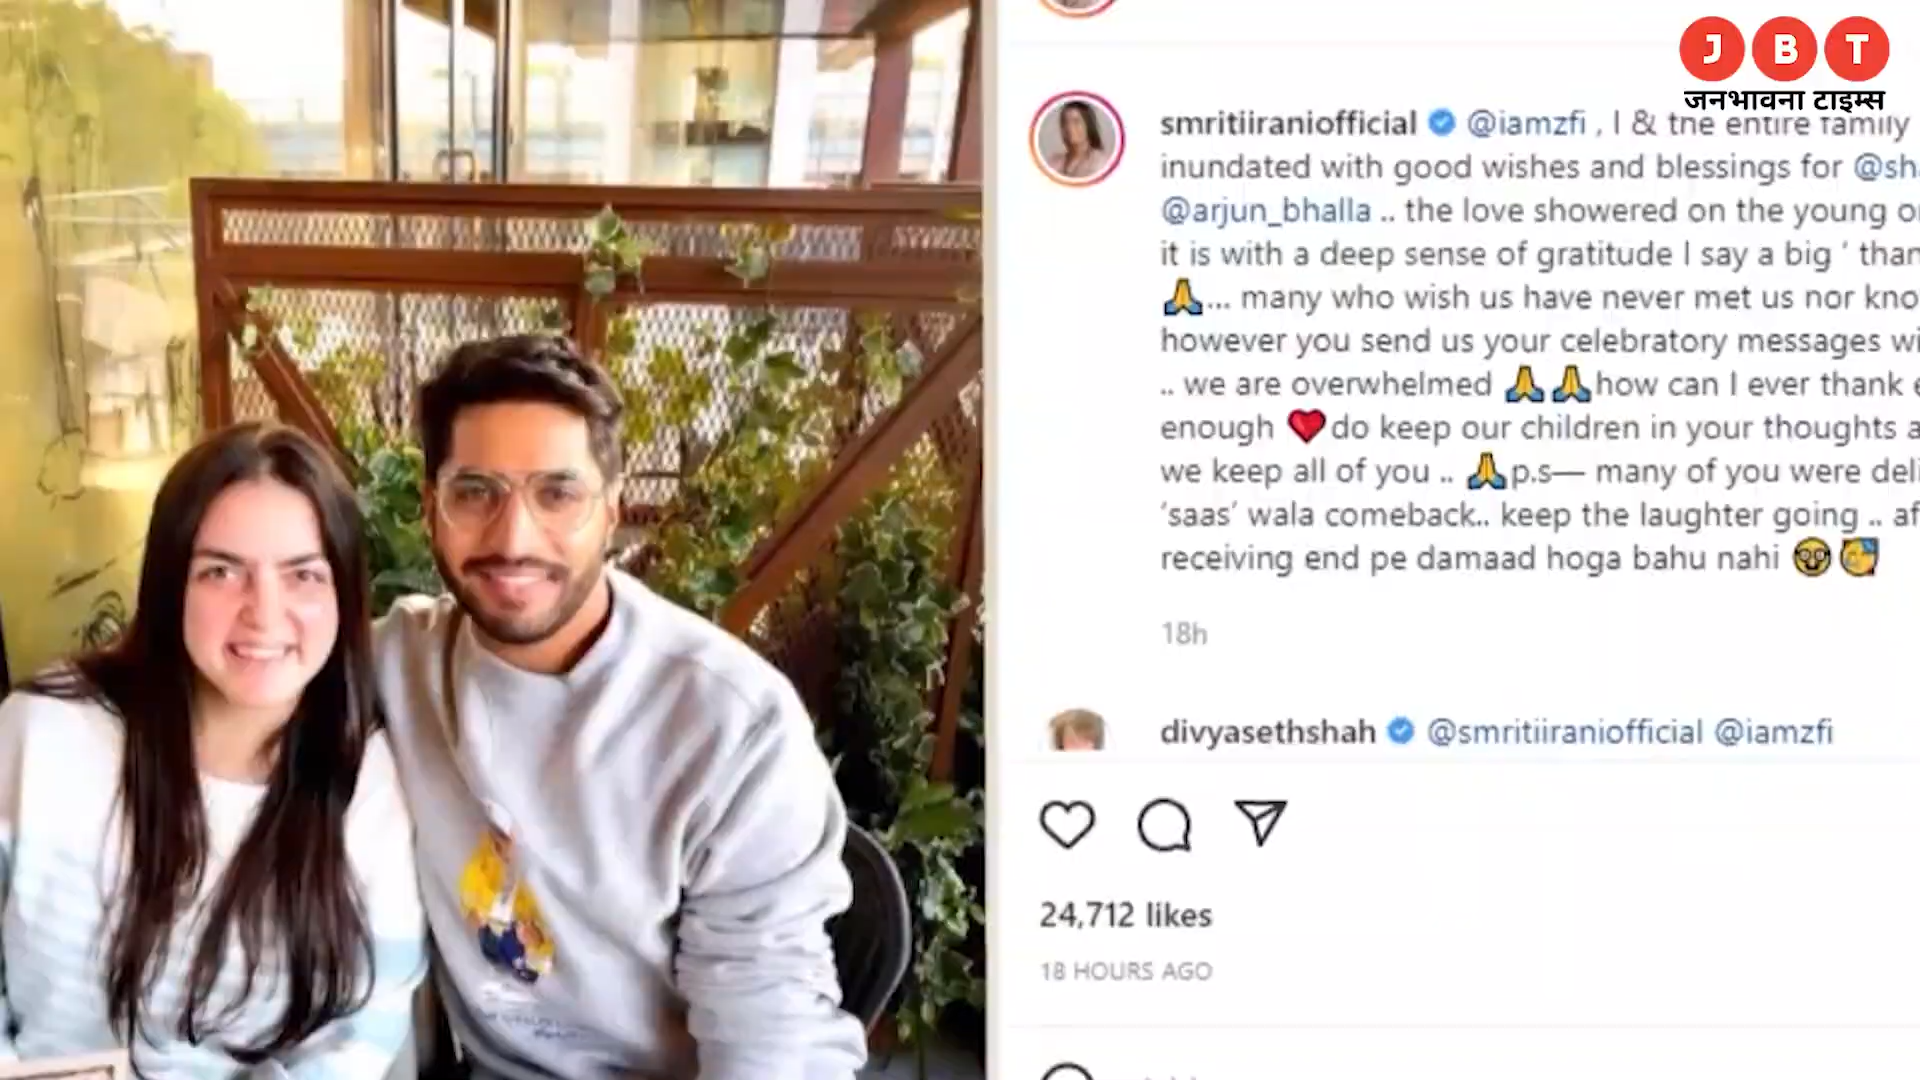 J B T
जनभावना टाइम्स
smritiiraniofficial @iamzfi , I & the entire family
inundated with good wishes and blessings for @sh
@arjun_bhalla .. the love showered on the young
it is with a deep sense of gratitude I say a big ‘
🙏... many who wish us have never met us nor
however you send us your celebratory messages
.. we are overwhelmed 🙏🙏how can I ever thank
enough ❤️do keep our children in your thoughts
we keep all of you .. 🙏p.s— many of you were
‘saas’ wala comeback.. keep the laughter going ..
receiving end pe damaad hoga bahu nahi 🤓🥳
18h
divyasethshah @smritiiraniofficial @iamzfi
24,712 likes
18 HOURS AGO